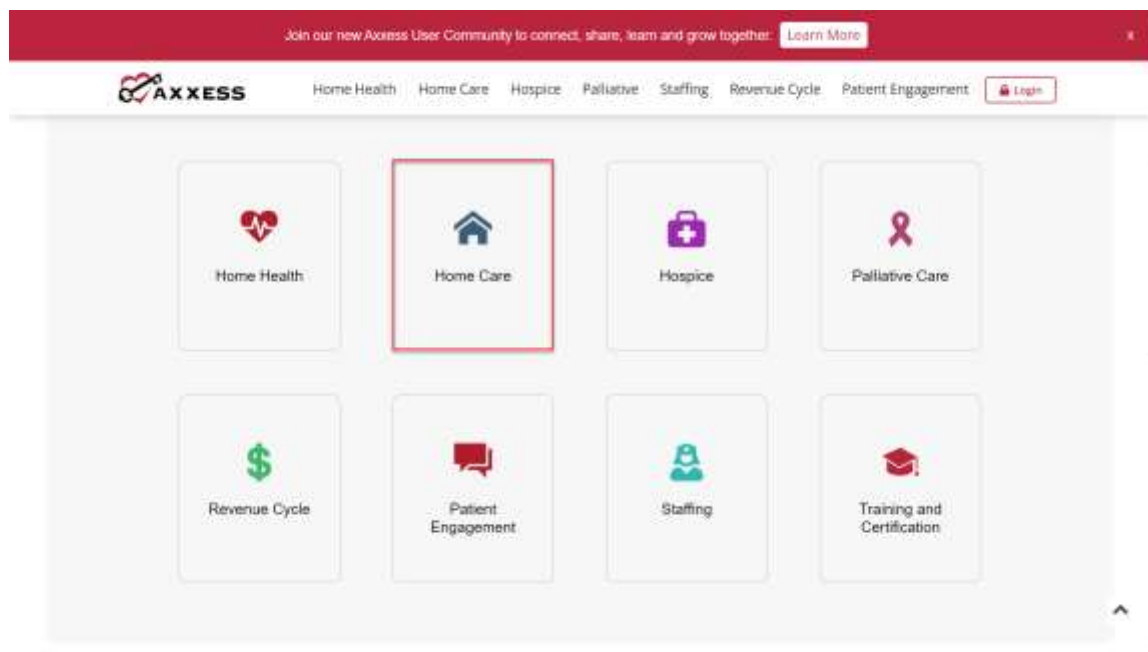 Join our new Axxess User Community to connect, share, learn and grow together. Learn More x
AXXESS Home Health Home Care Hospice Palliative Staffing Revenue Cycle Patient Engagement Login
Home Health Home Care Hospice Palliative Care
Revenue Cycle Patient Engagement Staffing Training and Certification